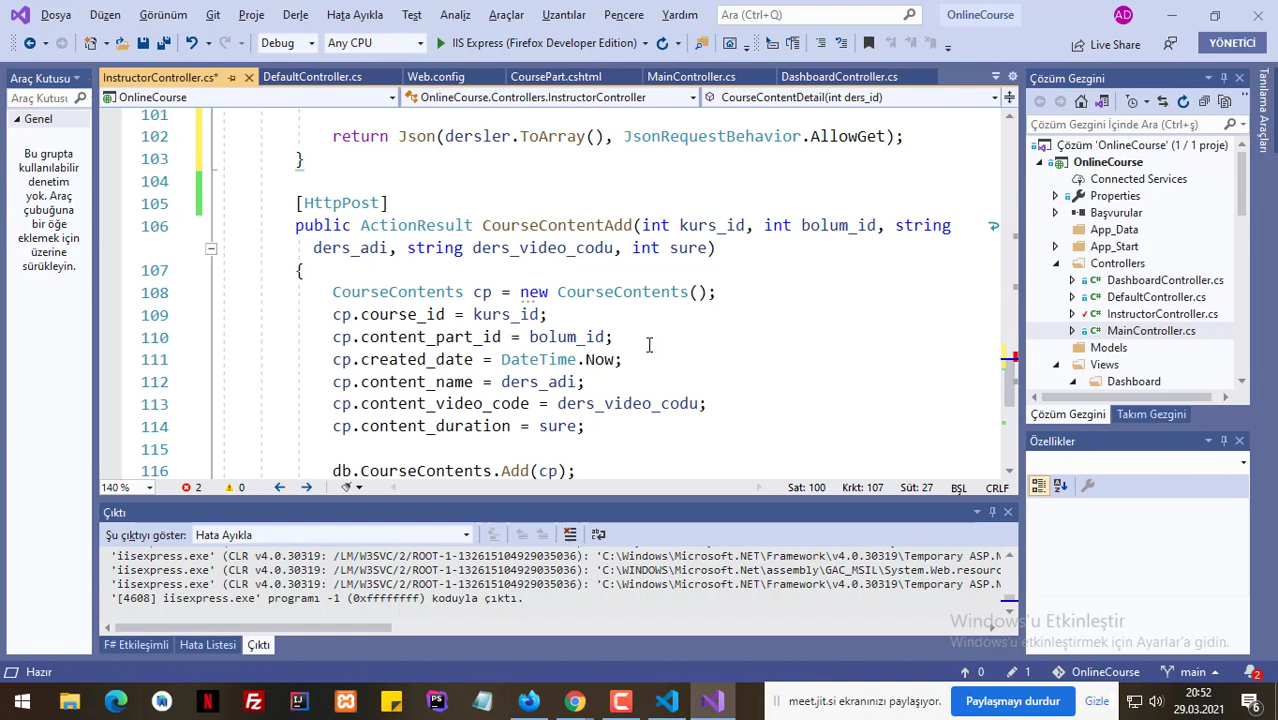 Dosya Düzen Görünüm Git Proje Derle Hata Ayıkla Test Analiz Araçlar Uzantılar Pencere Yardım Ara (Ctrl+Q) OnlineCourse AD
Debug Any CPU IIS Express (Firefox Developer Edition) Live Share YÖNETİCİ
Araç Kutusu
Araç Kutusu
Genel
Bu grupta
kullanılabilir
denetim
yok. Araç
çubuğuna
bir öğe
eklemek için
üzerine
sürükleyin.
InstructorController.cs* DefaultController.cs Web.config CoursePart.cshtml MainController.cs DashboardController.cs
OnlineCourse OnlineCourse.Controllers.InstructorController CourseContentDetail(int ders_id)
101
102 return Json(dersler.ToArray(), JsonRequestBehavior.AllowGet);
103 }
104
105 [HttpPost]
106 public ActionResult CourseContentAdd(int kurs_id, int bolum_id, string
ders_adi, string ders_video_codu, int sure)
107 {
108 CourseContents cp = new CourseContents();
109 cp.course_id = kurs_id;
110 cp.content_part_id = bolum_id;
111 cp.created_date = DateTime.Now;
112 cp.content_name = ders_adi;
113 cp.content_video_code = ders_video_codu;
114 cp.content_duration = sure;
115
116 db.CourseContents.Add(cp);
140 % 2 0 Sat: 100 Krkt: 107 Süt: 27 BŞL CRLF
Çıktı
Şu çıktıyı göster: Hata Ayıkla
'iisexpress.exe' (CLR v4.0.30319: /LM/W3SVC/2/ROOT-1-132615104929035036): 'C:\Windows\Microsoft.NET\Framework\v4.0.30319\Temporary ASP.N
'iisexpress.exe' (CLR v4.0.30319: /LM/W3SVC/2/ROOT-1-132615104929035036): 'C:\WINDOWS\Microsoft.Net\assembly\GAC_MSIL\System.Web.resourc
'iisexpress.exe' (CLR v4.0.30319: /LM/W3SVC/2/ROOT-1-132615104929035036): 'C:\Windows\Microsoft.NET\Framework\v4.0.30319\Temporary ASP.N
'[4608] iisexpress.exe' programı -1 (0xffffffff) koduyla çıktı.
F# Etkileşimli Hata Listesi Çıktı
Çözüm Gezgini
Çözüm Gezgini İçinde Ara (Ctrl+ş)
Çözüm 'OnlineCourse' (1 / 1 proje)
OnlineCourse
Connected Services
Properties
Başvurular
App_Data
App_Start
Controllers
DashboardController.cs
DefaultController.cs
InstructorController.cs
MainController.cs
Models
Views
Dashboard
Çözüm Gezgini Takım Gezgini
Özellikler
Tanılama Araçları
Windows'u Etkinleştir
Windows'u etkinleştirmek için Ayarlar'a gidin.
Hazır 0 1 OnlineCourse main 2
meet.jit.si ekranınızı paylaşıyor. Paylaşmayı durdur Gizle
20:52
29.03.2021
6